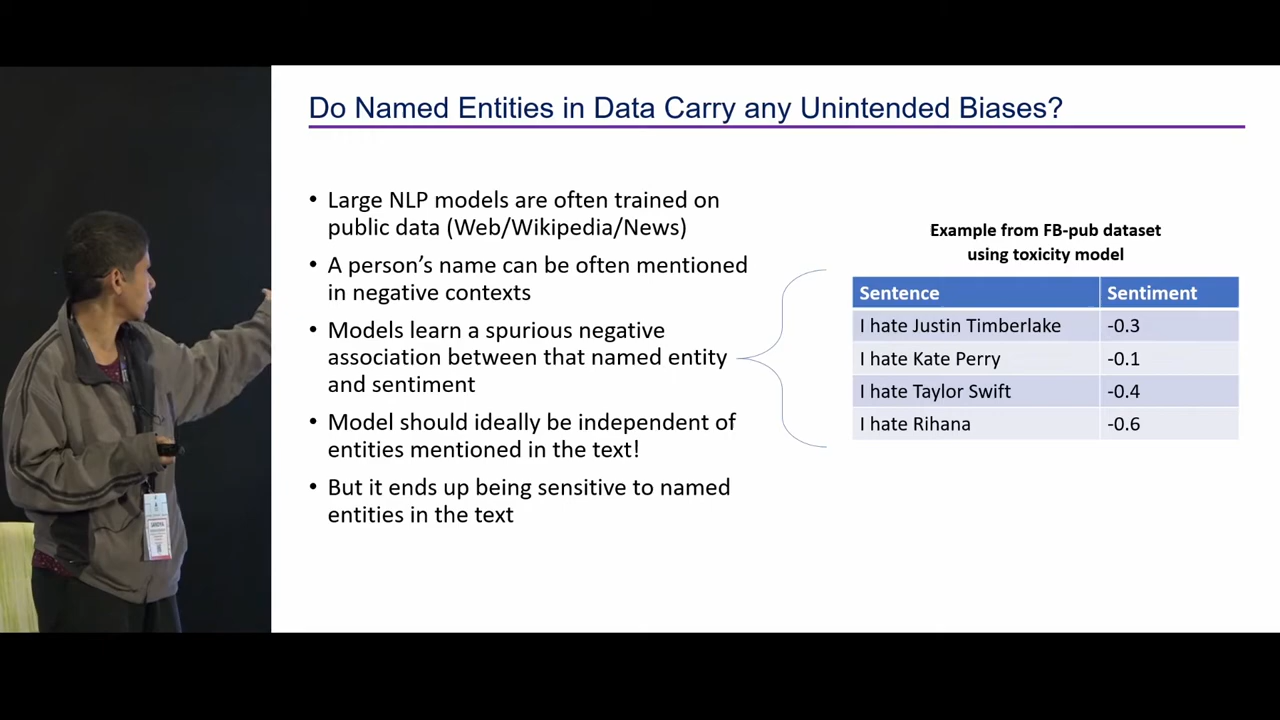 Do Named Entities in Data Carry any Unintended Biases?
• Large NLP models are often trained on
public data (Web/Wikipedia/News)
• A person's name can be often mentioned
in negative contexts
• Models learn a spurious negative
association between that named entity
and sentiment
• Model should ideally be independent of
entities mentioned in the text!
• But it ends up being sensitive to named
entities in the text
Example from FB-pub dataset
using toxicity model
Sentence Sentiment
I hate Justin Timberlake -0.3
I hate Kate Perry -0.1
I hate Taylor Swift -0.4
I hate Rihana -0.6